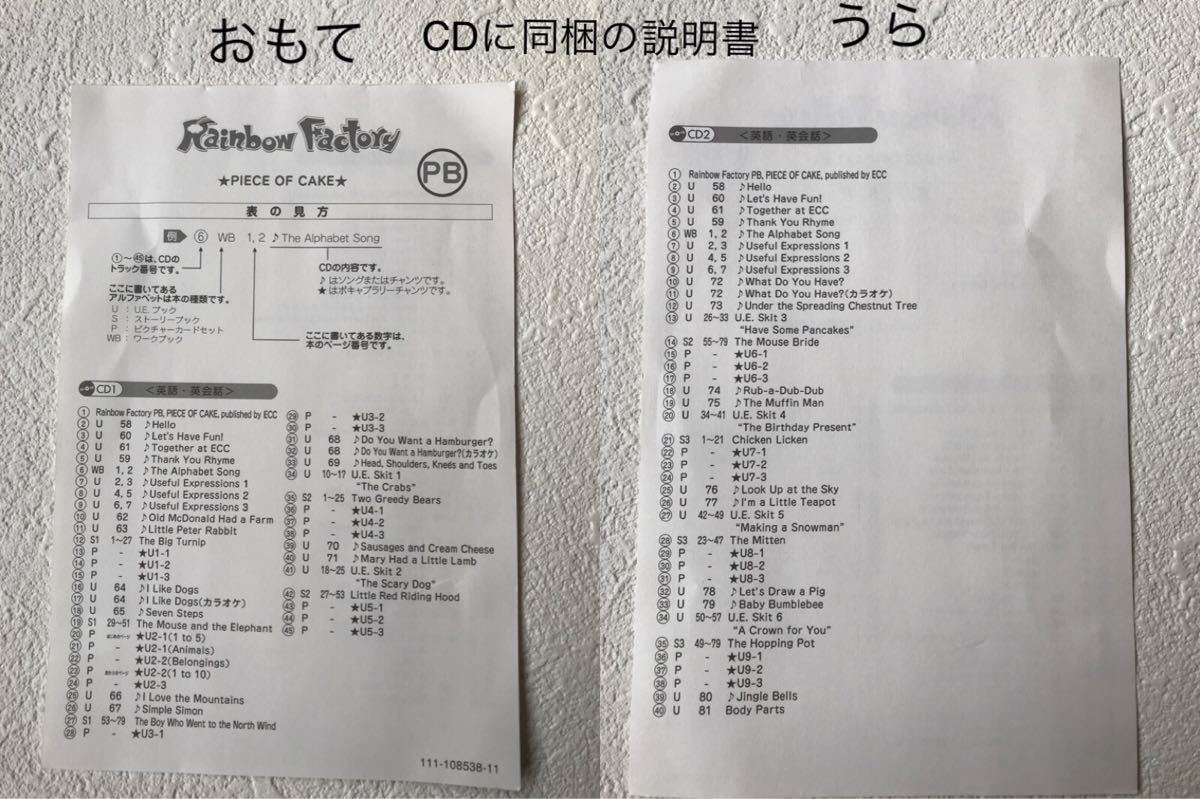 おもて
CDに同梱の説明書
うら
Rainbow Factory
★PIECE OF CAKE★
PB
表の見方
例 ⑥ WB 1, 2 ♪The Alphabet Song
①～㊺は、CDの
トラック番号です。
CDの内容です。
♪はソングまたはチャンツです。
★はボキャブラリーチャンツです。
ここに書いてある
アルファベットは本の種類です。
U : U.E.ブック
S : ストーリーブック
P : ピクチャーカードセット
WB : ワークブック
ここに書いてある数字は、
本のページ番号です。
CD1 ＜英語・英会話＞
① Rainbow Factory PB, PIECE OF CAKE, published by ECC
② U 58 ♪Hello
③ U 60 ♪Let's Have Fun!
④ U 61 ♪Together at ECC
⑤ U 59 ♪Thank You Rhyme
⑥ WB 1, 2 ♪The Alphabet Song
⑦ U 2, 3 ♪Useful Expressions 1
⑧ U 4, 5 ♪Useful Expressions 2
⑨ U 6, 7 ♪Useful Expressions 3
⑩ U 62 ♪Old McDonald Had a Farm
⑪ U 63 ♪Little Peter Rabbit
⑫ S1 1~27 The Big Turnip
⑬ P - ★U1-1
⑭ P - ★U1-2
⑮ P - ★U1-3
⑯ U 64 ♪I Like Dogs
⑰ U 64 ♪I Like Dogs(カラオケ)
⑱ U 65 ♪Seven Steps
⑲ S1 29~51 The Mouse and the Elephant
⑳ P ★U2-1(1 to 5)
㉑ P - ★U2-1(Animals)
㉒ P - ★U2-2(Belongings)
㉓ P ★U2-2(1 to 10)
㉔ P - ★U2-3
㉕ U 66 ♪I Love the Mountains
㉖ U 67 ♪Simple Simon
㉗ S1 53~79 The Boy Who Went to the North Wind
㉘ P - ★U3-1
㉙ P - ★U3-2
㉚ P - ★U3-3
㉛ U 68 ♪Do You Want a Hamburger?
㉜ U 68 ♪Do You Want a Hamburger?(カラオケ)
㉝ U 69 ♪Head, Shoulders, Knees and Toes
㉞ U 10~17 U.E. Skit 1
"The Crabs"
㉟ S2 1~25 Two Greedy Bears
㊱ P - ★U4-1
㊲ P - ★U4-2
㊳ P - ★U4-3
㊴ U 70 ♪Sausages and Cream Cheese
㊵ U 71 ♪Mary Had a Little Lamb
㊶ U 18~25 U.E. Skit 2
"The Scary Dog"
㊷ S2 27~53 Little Red Riding Hood
㊸ P - ★U5-1
㊹ P - ★U5-2
㊺ P - ★U5-3
111-108538-11
CD2 ＜英語・英会話＞
① Rainbow Factory PB, PIECE OF CAKE, published by ECC
② U 58 ♪Hello
③ U 60 ♪Let's Have Fun!
④ U 61 ♪Together at ECC
⑤ U 59 ♪Thank You Rhyme
⑥ WB 1, 2 ♪The Alphabet Song
⑦ U 2, 3 ♪Useful Expressions 1
⑧ U 4, 5 ♪Useful Expressions 2
⑨ U 6, 7 ♪Useful Expressions 3
⑩ U 72 ♪What Do You Have?
⑪ U 72 ♪What Do You Have?(カラオケ)
⑫ U 73 ♪Under the Spreading Chestnut Tree
⑬ U 26~33 U.E. Skit 3
"Have Some Pancakes"
⑭ S2 55~79 The Mouse Bride
⑮ P - ★U6-1
⑯ P - ★U6-2
⑰ P - ★U6-3
⑱ U 74 ♪Rub-a-Dub-Dub
⑲ U 75 ♪The Muffin Man
⑳ U 34~41 U.E. Skit 4
"The Birthday Present"
㉑ S3 1~21 Chicken Licken
㉒ P - ★U7-1
㉓ P - ★U7-2
㉔ P - ★U7-3
㉕ U 76 ♪Look Up at the Sky
㉖ U 77 ♪I'm a Little Teapot
㉗ U 42~49 U.E. Skit 5
"Making a Snowman"
㉘ S3 23~47 The Mitten
㉙ P - ★U8-1
㉚ P - ★U8-2
㉛ P - ★U8-3
㉜ U 78 ♪Let's Draw a Pig
㉝ U 79 ♪Baby Bumblebee
㉞ U 50~57 U.E. Skit 6
"A Crown for You"
㉟ S3 49~79 The Hopping Pot
㊱ P - ★U9-1
㊲ P - ★U9-2
㊳ P - ★U9-3
㊴ U 80 ♪Jingle Bells
㊵ U 81 Body Parts